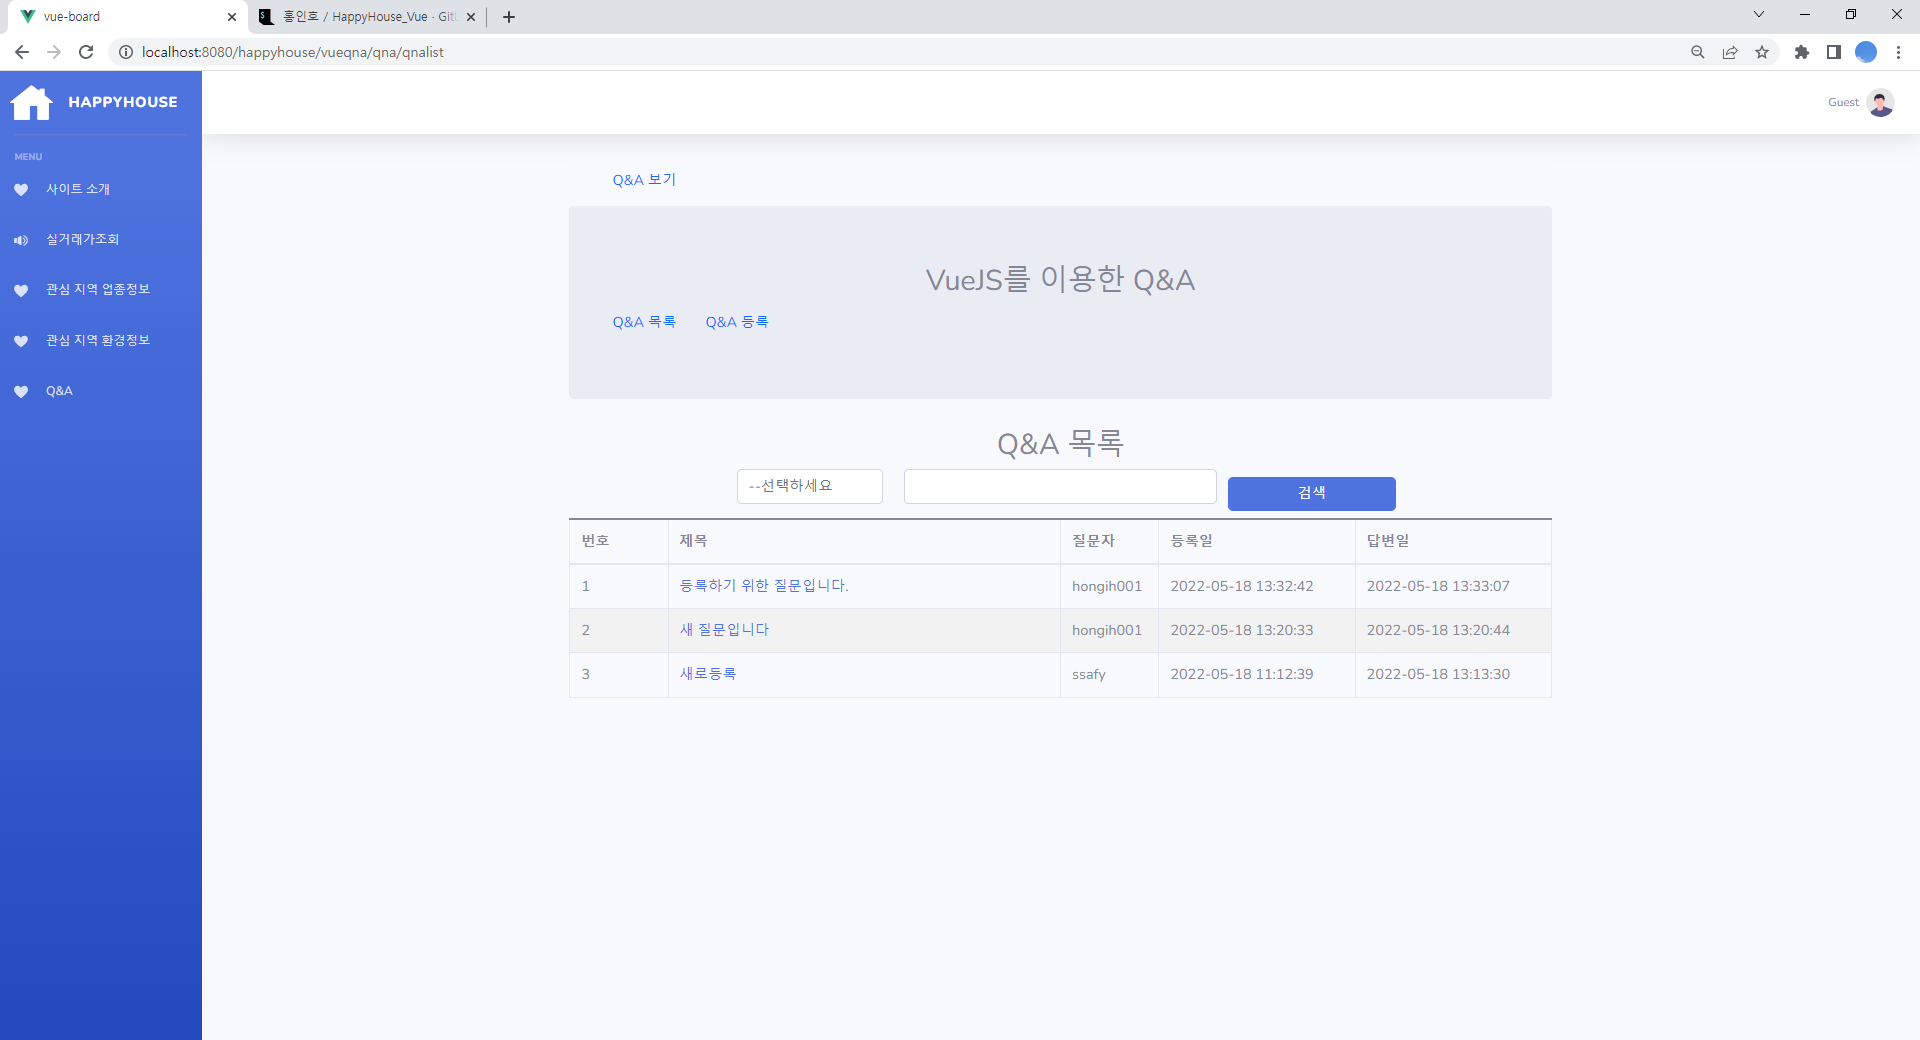 vue-board
홍인호 / HappyHouse_Vue · Git
localhost:8080/happyhouse/vueqna/qna/qnalist
HAPPYHOUSE
Guest
MENU
사이트 소개
실거래가조회
관심 지역 업종정보
관심 지역 환경정보
Q&A
Q&A 보기
VueJS를 이용한 Q&A
Q&A 목록 Q&A 등록
Q&A 목록
--선택하세요 검색
번호 제목 질문자 등록일 답변일
1 등록하기 위한 질문입니다. hongih001 2022-05-18 13:32:42 2022-05-18 13:33:07
2 새 질문입니다 hongih001 2022-05-18 13:20:33 2022-05-18 13:20:44
3 새로등록 ssafy 2022-05-18 11:12:39 2022-05-18 13:13:30